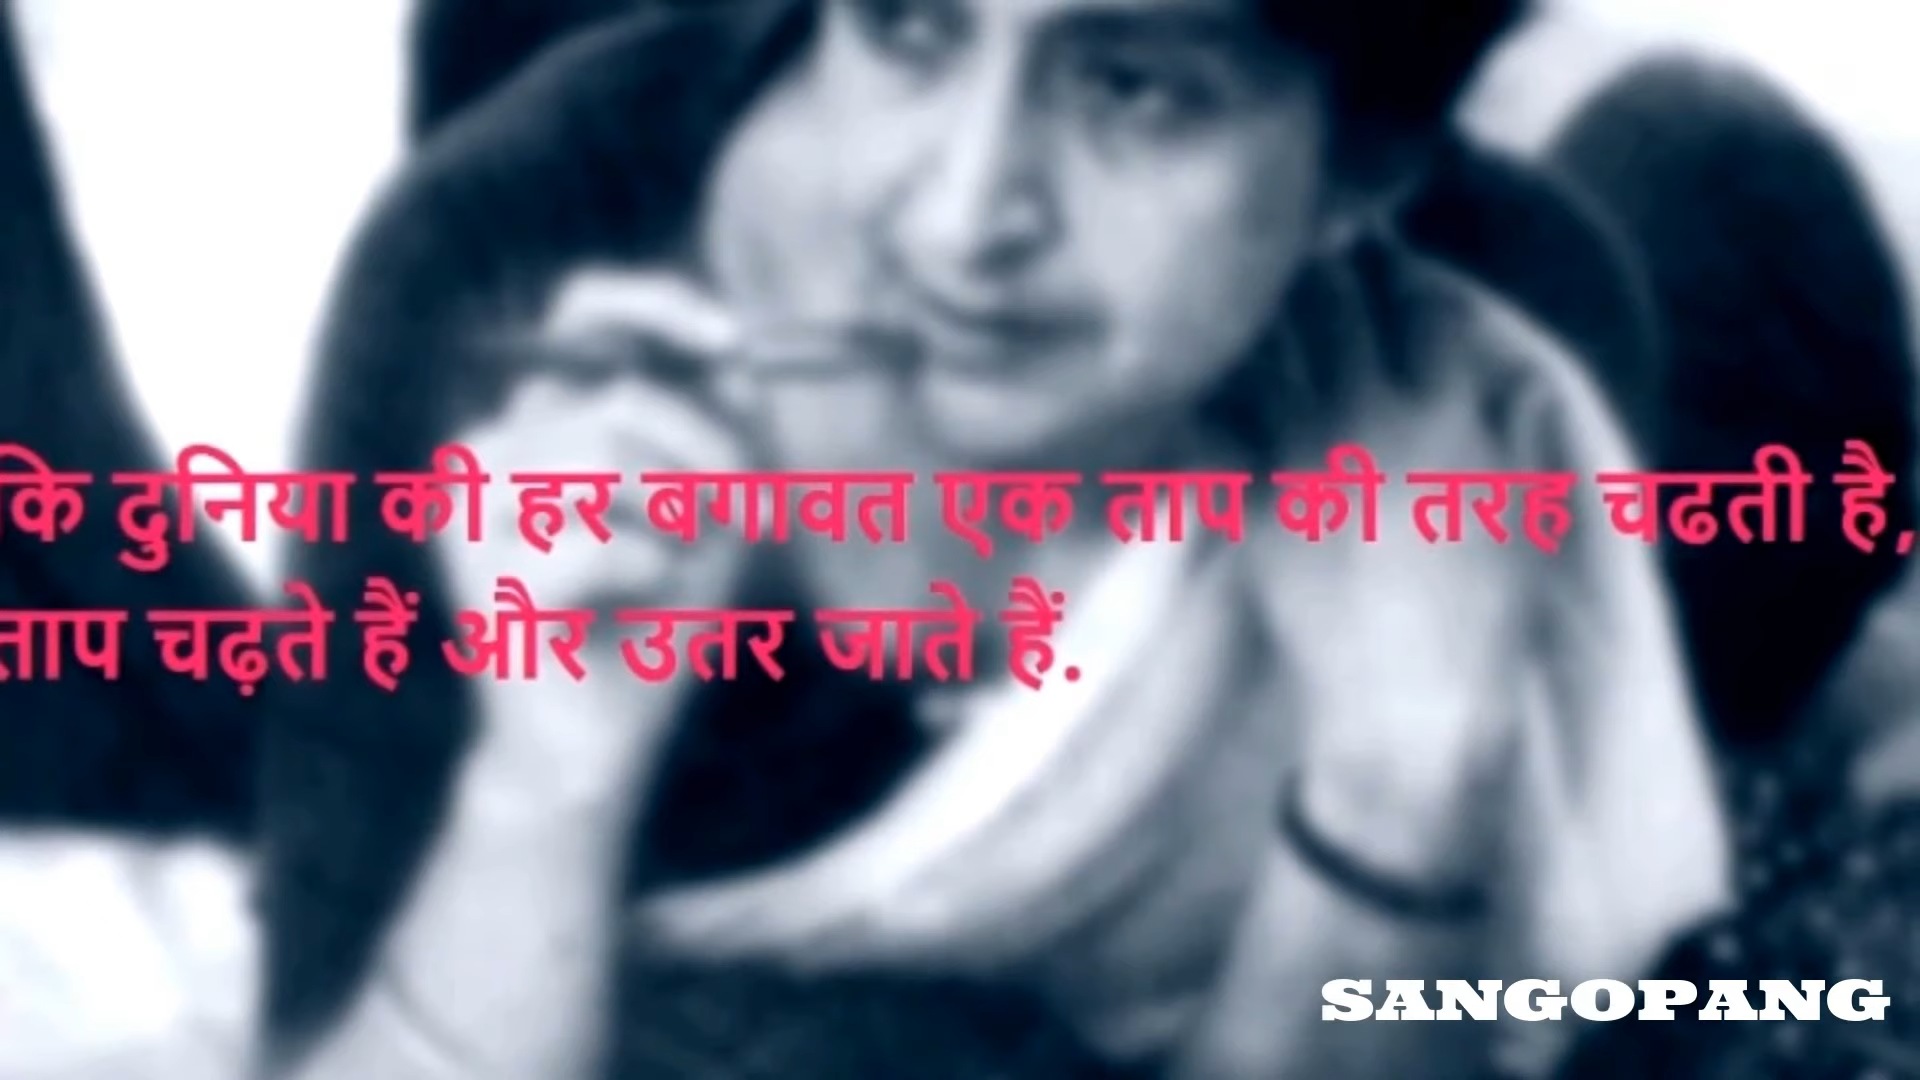 कि दुनिया की हर बगावत एक ताप की तरह चढती है,
ताप चढ़ते हैं और उतर जाते हैं.
SANGOPANG